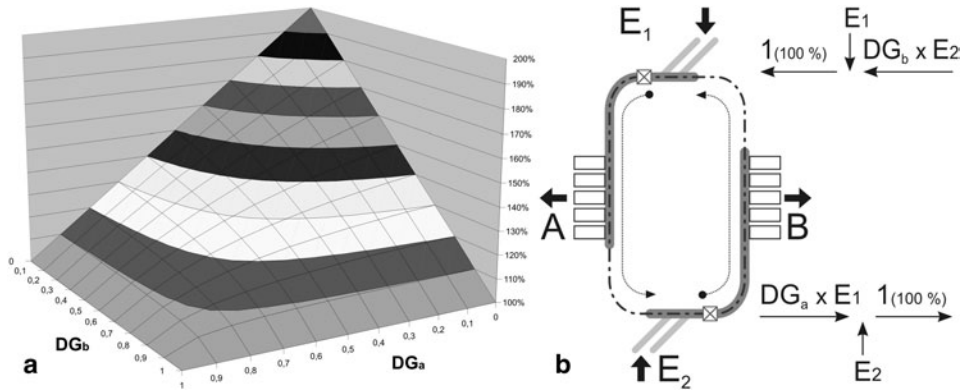 200%
190%
180%
170%
160%
150%
140%
130%
120%
110%
100%
0
0,1
0,2
0,3
0,4
0,5
0,6
0,7
0,8
0,9
1
1
0,9
0,8
0,7
0,6
0,5
0,4
0,3
0,2
0,1
0
DGb
DGa
a
E1
A
B
E2
b
E1
1(100 %)
DGb x E2
DGa x E1
1(100 %)
E2